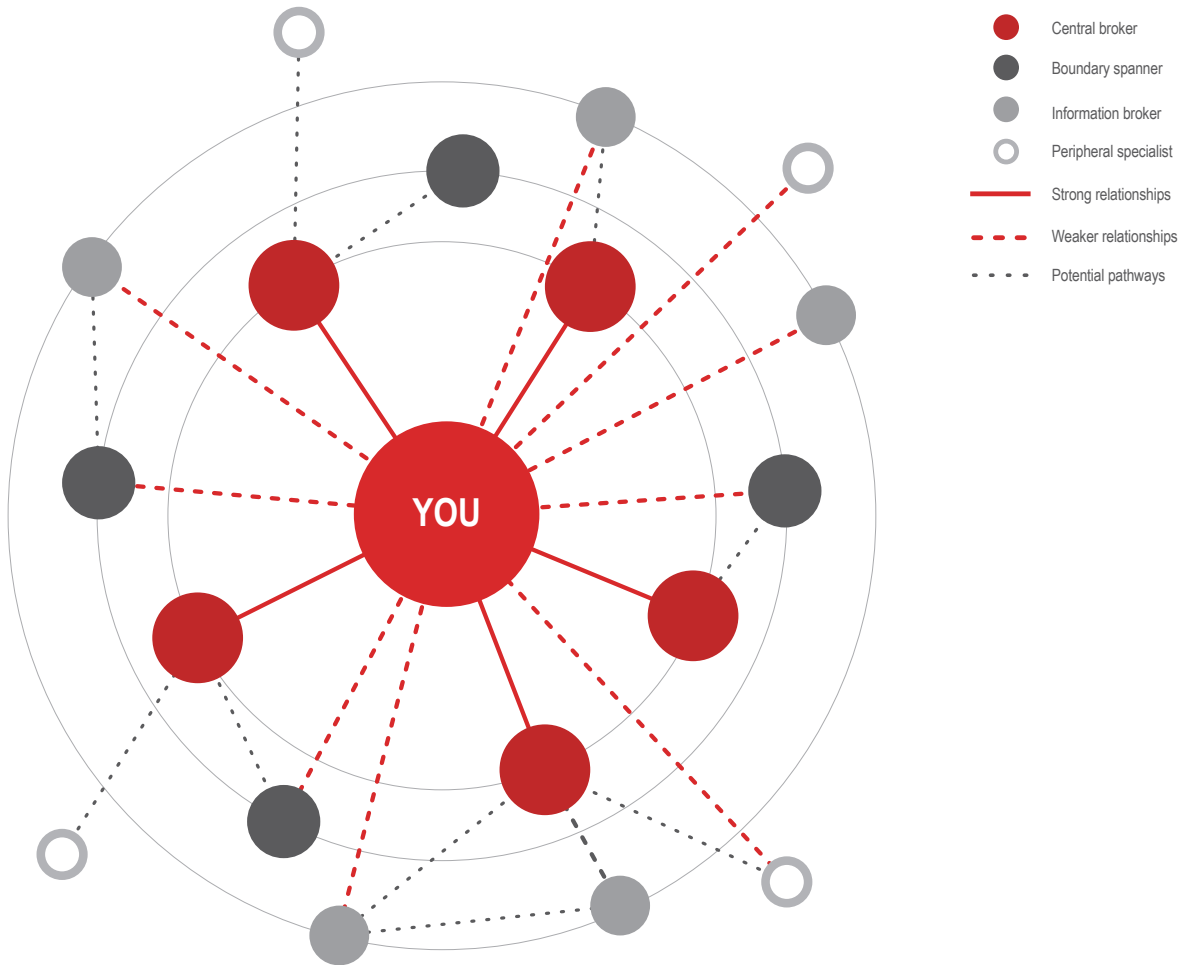 Central broker
Boundary spanner
Information broker
Peripheral specialist
Strong relationships
Weaker relationships
Potential pathways
YOU